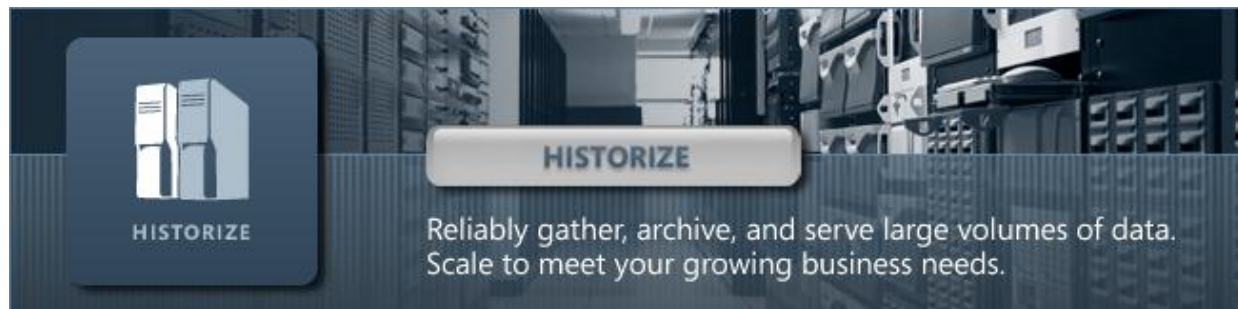 HISTORIZE
HISTORIZE
Reliably gather, archive, and serve large volumes of data.
Scale to meet your growing business needs.